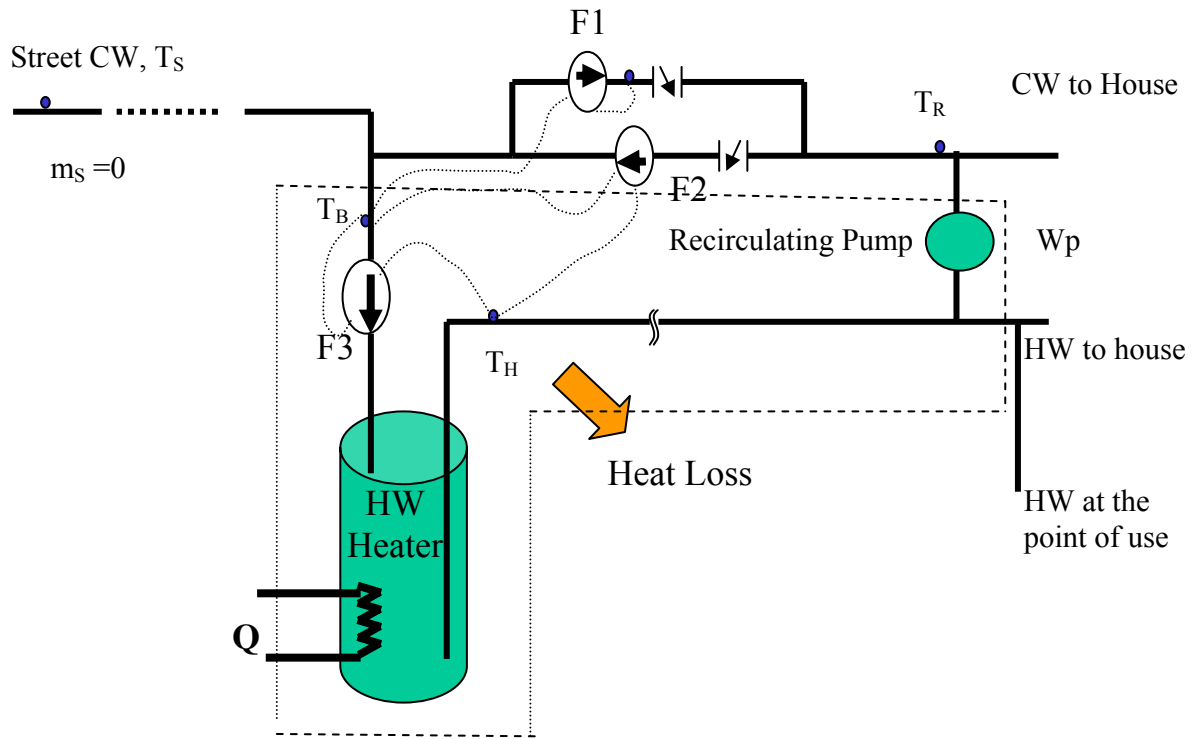 F1
Street CW, TS
CW to House
TR
mS =0
F2
TB
Recirculating Pump
Wp
F3
TH
HW to house
Heat Loss
HW
Heater
HW at the
point of use
Q